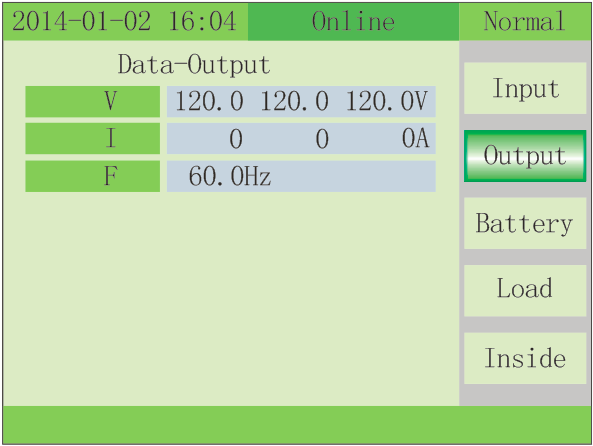 2014-01-02 16:04 Online Normal
Data-Output
V 120.0 120.0 120.0V
I 0 0 0A
F 60.0Hz
Input
Output
Battery
Load
Inside